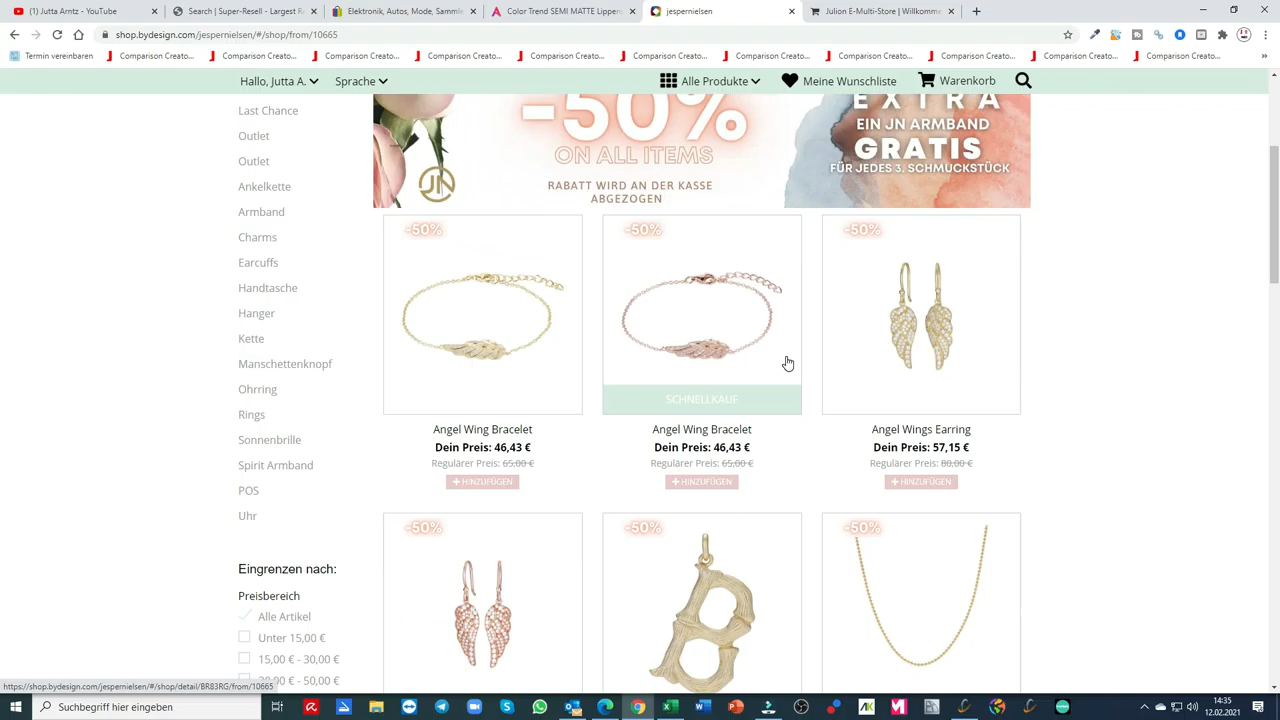 (1) Jutta Arntz - YouTube
Search | Super-Resell - Largest R
Elektronik, Autos, Mode, Sammle
Color Trend SEMI MATTE Lippen
jespernielsen
Julion E-Multi-Store | Willkomme
shop.bydesign.com/jespernielsen/#/shop/from/10665
Termin vereinbaren
Comparison Creato...
Comparison Creato...
Comparison Creato...
Comparison Creato...
Comparison Creato...
Comparison Creato...
Comparison Creato...
Comparison Creato...
Comparison Creato...
Comparison Creato...
Comparison Creato...
»
Hallo, Jutta A.
Sprache
Alle Produkte
Meine Wunschliste
Warenkorb
Last Chance
Outlet
Outlet
Ankelkette
Armband
Charms
Earcuffs
Handtasche
Hanger
Kette
Manschettenknopf
Ohrring
Rings
Sonnenbrille
Spirit Armband
POS
Uhr
Eingrenzen nach:
Preisbereich
Alle Artikel
Unter 15,00 €
15,00 € - 30,00 €
30,00 € - 50,00 €
JN
-50%
ON ALL ITEMS
RABATT WIRD AN DER KASSE
ABGEZOGEN
EXTRA
EIN JN ARMBAND
GRATIS
FÜR JEDES 3. SCHMUCKSTÜCK
-50%
Angel Wing Bracelet
Dein Preis: 46,43 €
Regulärer Preis: 65,00 €
+ HINZUFÜGEN
-50%
SCHNELLKAUF
Angel Wing Bracelet
Dein Preis: 46,43 €
Regulärer Preis: 65,00 €
+ HINZUFÜGEN
-50%
Angel Wings Earring
Dein Preis: 57,15 €
Regulärer Preis: 80,00 €
+ HINZUFÜGEN
-50%
-50%
-50%
https://shop.bydesign.com/jespernielsen/#/shop/detail/BR83RG/from/10665
Suchbegriff hier eingeben
14:35
12.02.2021